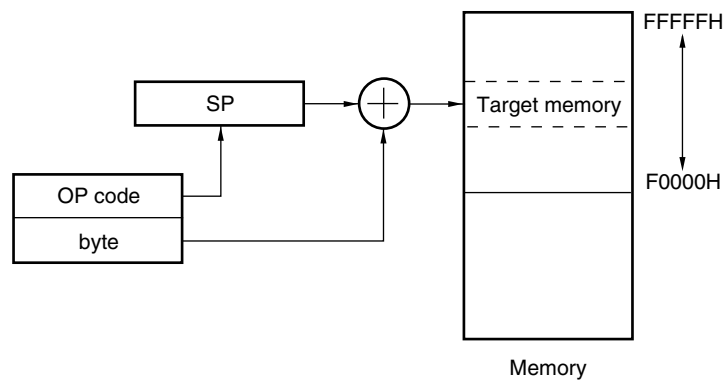 FFFFFH
SP
Target memory
OP code
F0000H
byte
Memory